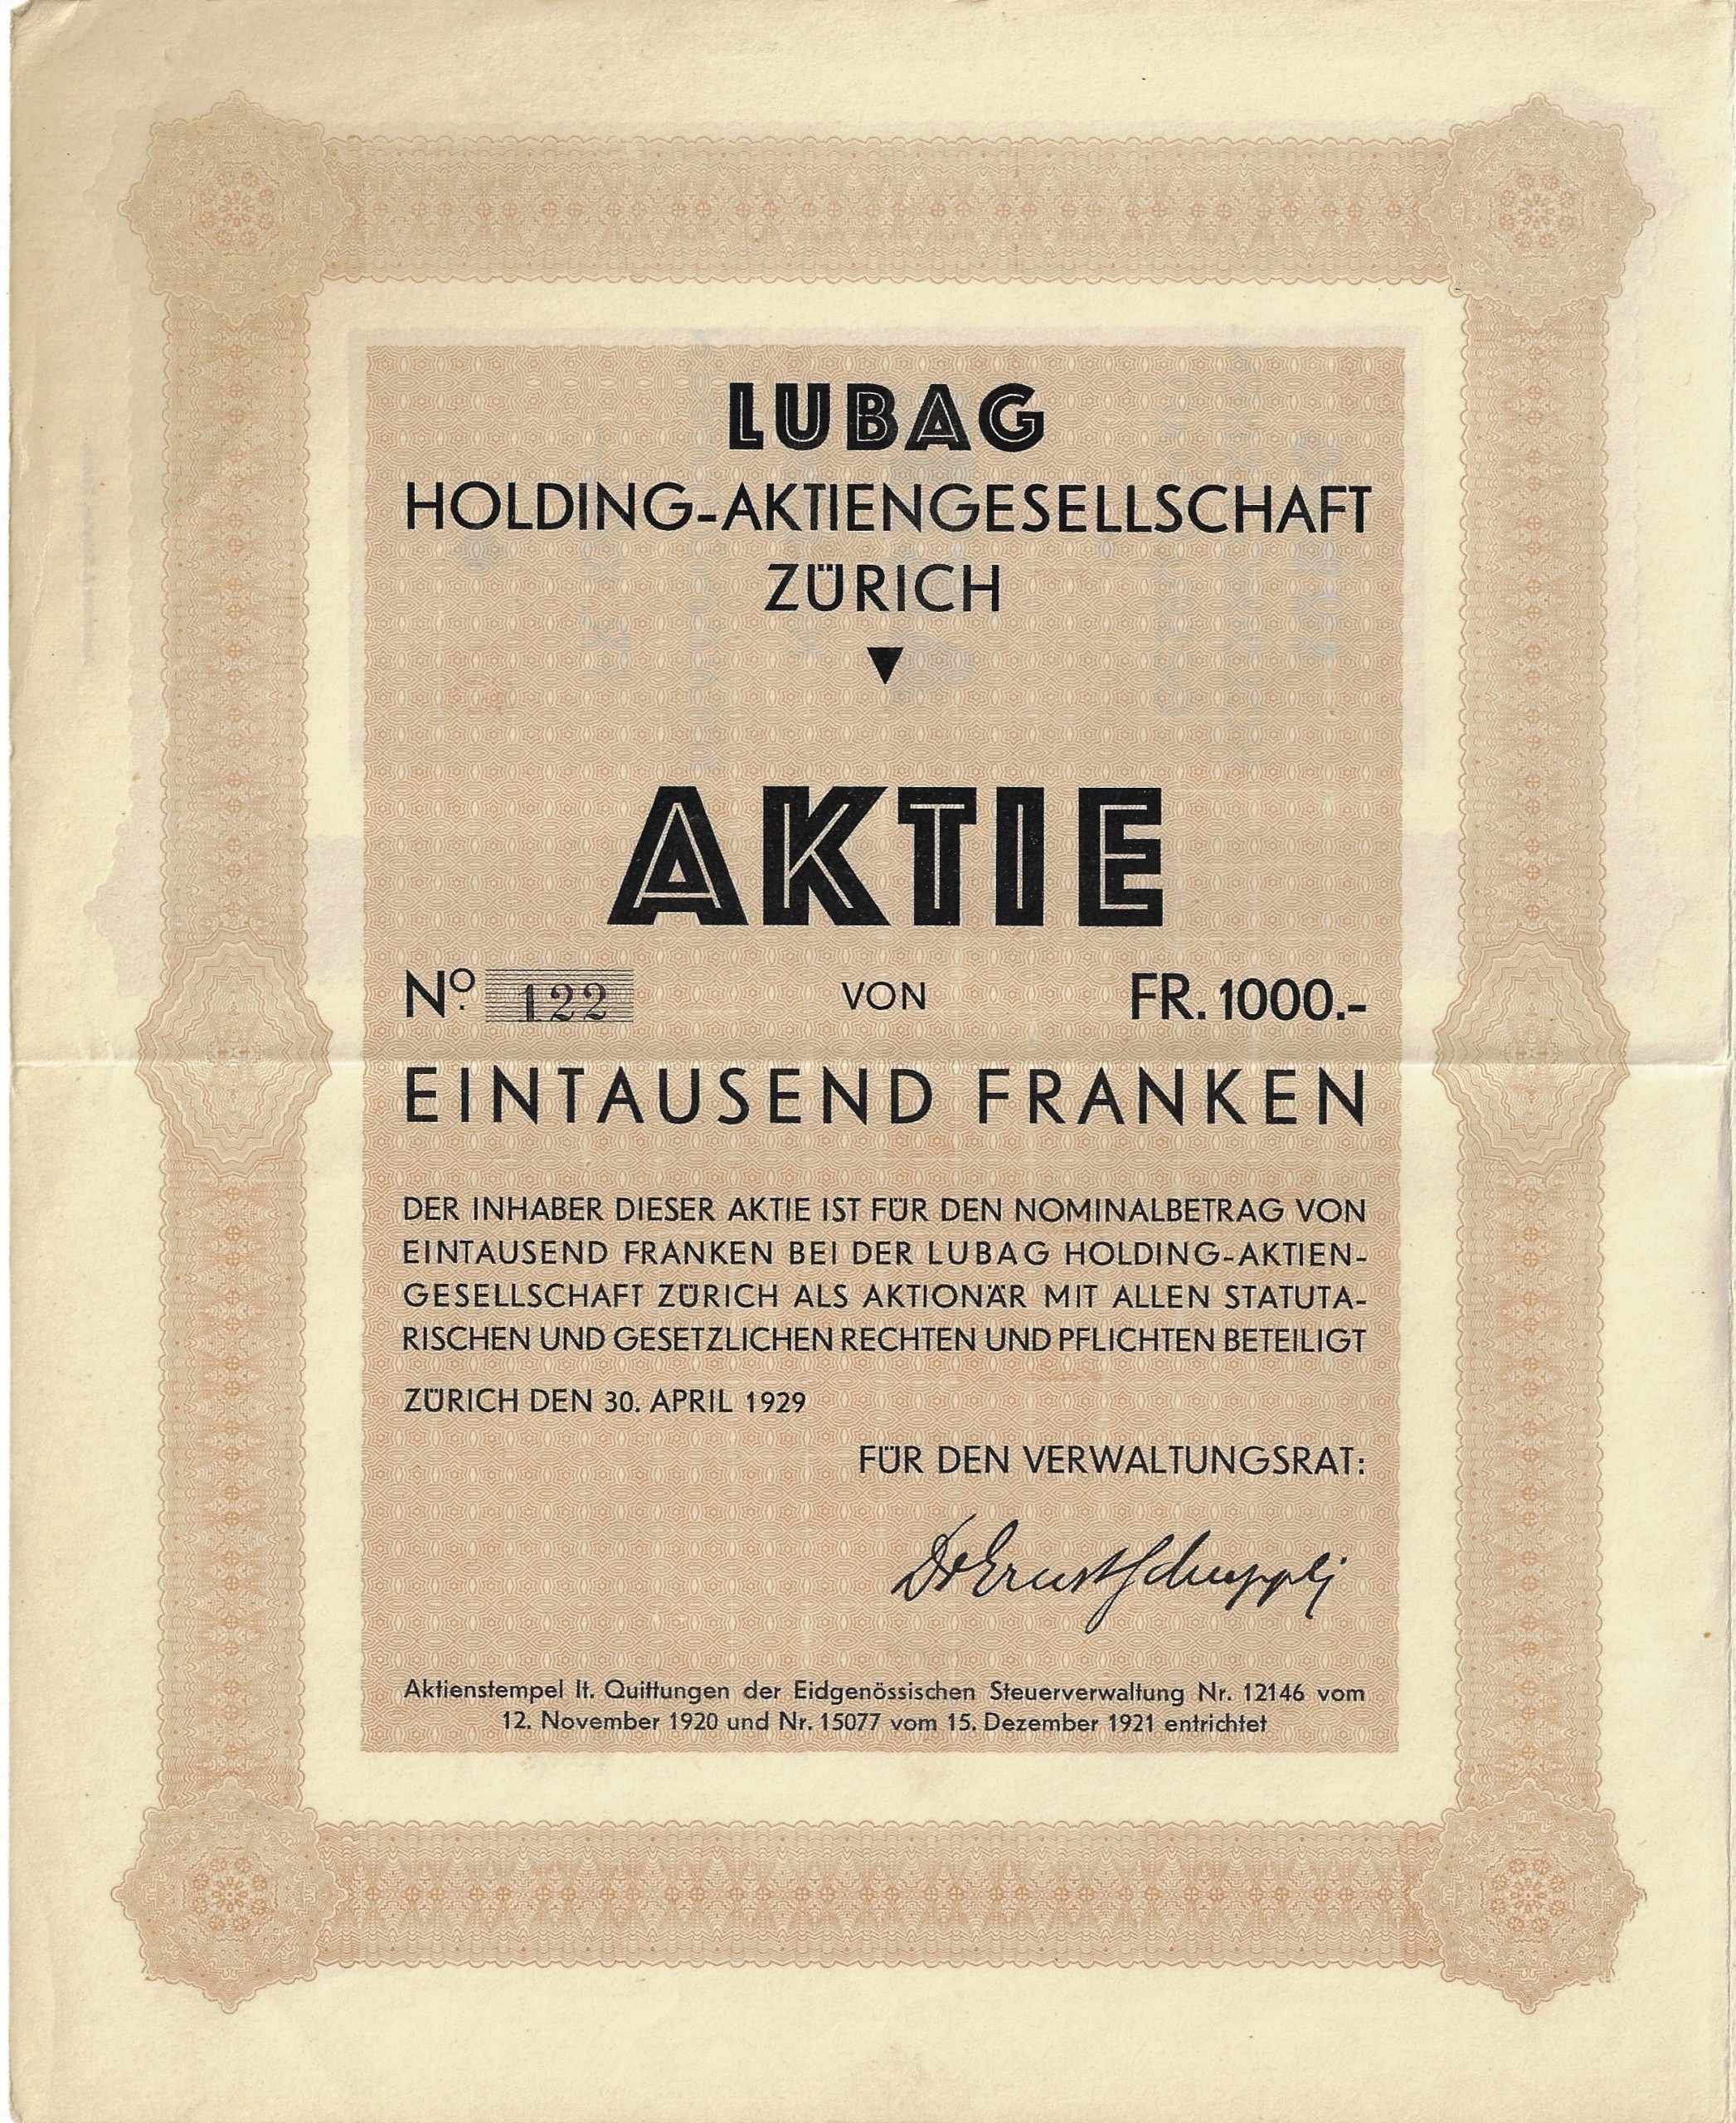 LUBAG
HOLDING-AKTIENGESELLSCHAFT
ZÜRICH
AKTIE
Nº. 122 VON FR. 1000.-
EINTAUSEND FRANKEN
DER INHABER DIESER AKTIE IST FÜR DEN NOMINALBETRAG VON
EINTAUSEND FRANKEN BEI DER LUBAG HOLDING-AKTIEN-
GESELLSCHAFT ZÜRICH ALS AKTIONÄR MIT ALLEN STATUTA-
RISCHEN UND GESETZLICHEN RECHTEN UND PFLICHTEN BETEILIGT
ZÜRICH DEN 30. APRIL 1929
FÜR DEN VERWALTUNGSRAT:
Dr Ernst Schuppli
Aktienstempel lt. Quittungen der Eidgenössischen Steuerverwaltung Nr. 12146 vom
12. November 1920 und Nr. 15077 vom 15. Dezember 1921 entrichtet